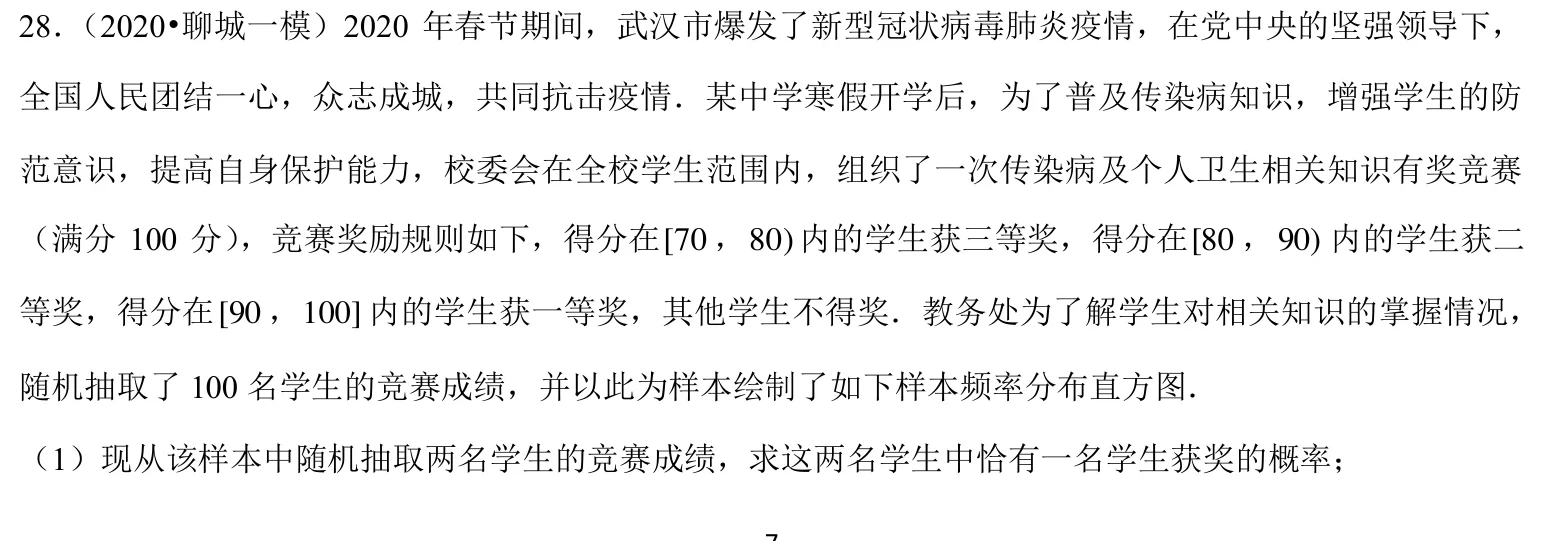 28.（2020•聊城一模）2020 年春节期间，武汉市爆发了新型冠状病毒肺炎疫情，在党中央的坚强领导下，
全国人民团结一心，众志成城，共同抗击疫情．某中学寒假开学后，为了普及传染病知识，增强学生的防
范意识，提高自身保护能力，校委会在全校学生范围内，组织了一次传染病及个人卫生相关知识有奖竞赛
（满分 100 分），竞赛奖励规则如下，得分在[70， 80)内的学生获三等奖，得分在[80， 90) 内的学生获二
等奖，得分在[90， 100] 内的学生获一等奖，其他学生不得奖．教务处为了解学生对相关知识的掌握情况，
随机抽取了 100 名学生的竞赛成绩，并以此为样本绘制了如下样本频率分布直方图．
（1）现从该样本中随机抽取两名学生的竞赛成绩，求这两名学生中恰有一名学生获奖的概率；